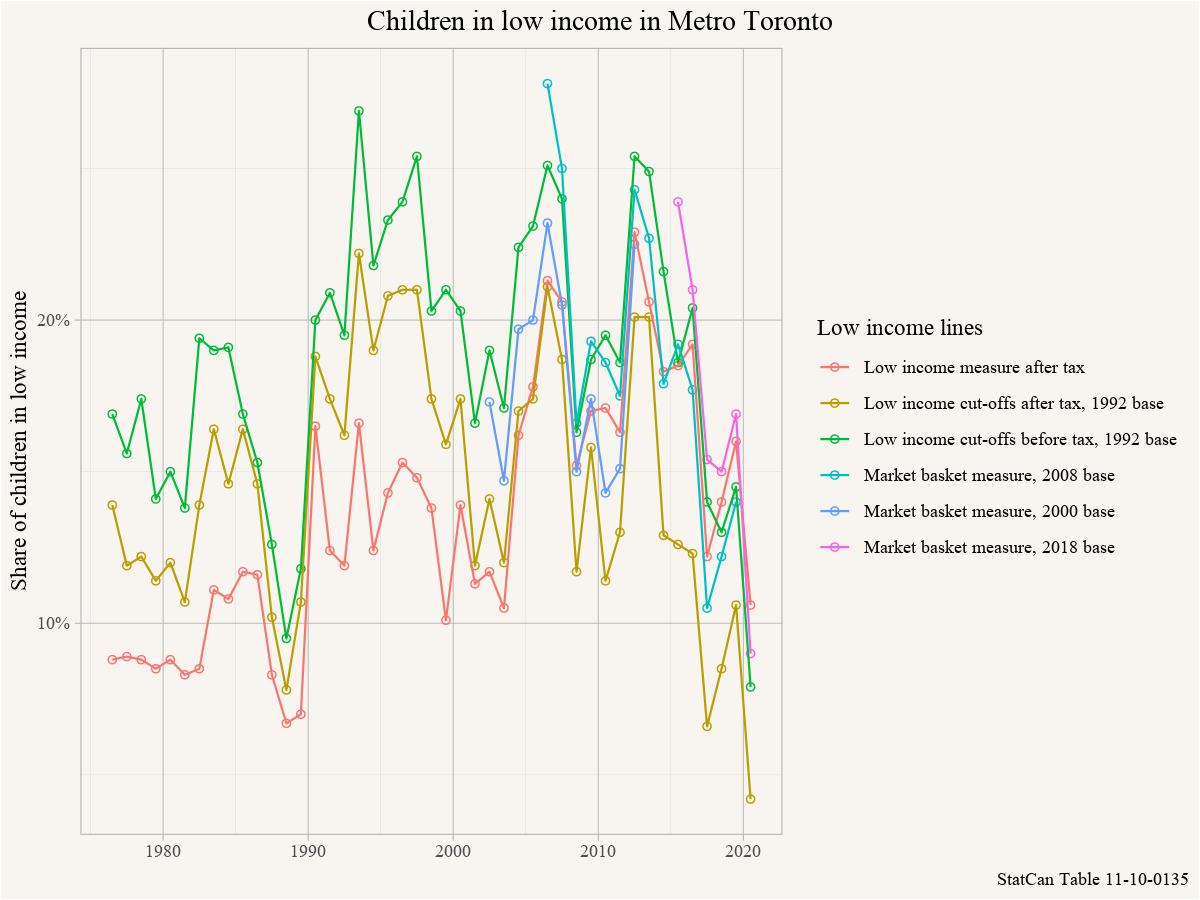 Children in low income in Metro Toronto
Share of children in low income
20%
10%
1980
1990
2000
2010
2020
Low income lines
Low income measure after tax
Low income cut-offs after tax, 1992 base
Low income cut-offs before tax, 1992 base
Market basket measure, 2008 base
Market basket measure, 2000 base
Market basket measure, 2018 base
StatCan Table 11-10-0135